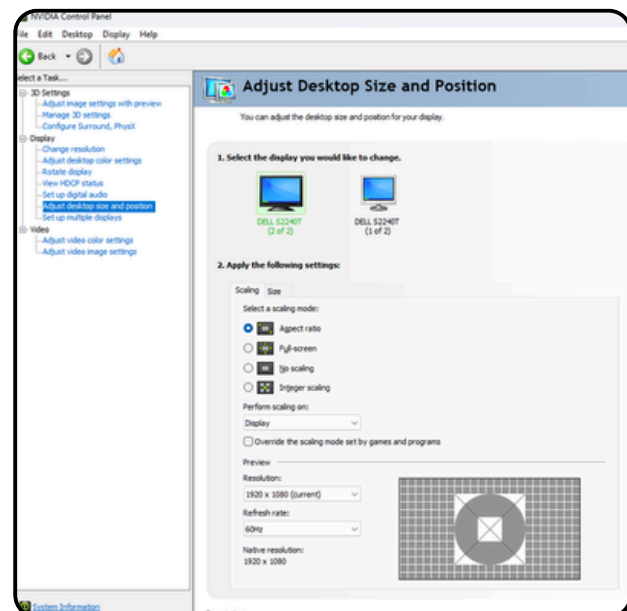 NVIDIA Control Panel
File Edit Desktop Display Help
Back
Select a Task...
3D Settings
Adjust image settings with preview
Manage 3D settings
Configure Surround, PhysX
Display
Change resolution
Adjust desktop color settings
Rotate display
View HDCP status
Set up digital audio
Adjust desktop size and position
Set up multiple displays
Video
Adjust video color settings
Adjust video image settings
System Information
Adjust Desktop Size and Position
You can adjust the desktop size and position for your display.
1. Select the display you would like to change.
DELL S2240T DELL S2240T
(2 of 2) (1 of 2)
2. Apply the following settings:
Scaling Size
Select a scaling mode:
Aspect ratio
Full-screen
No scaling
Integer scaling
Perform scaling on:
Display
Override the scaling mode set by games and programs
Preview
Resolution:
1920 x 1080 (current)
Refresh rate:
60Hz
Native resolution:
1920 x 1080